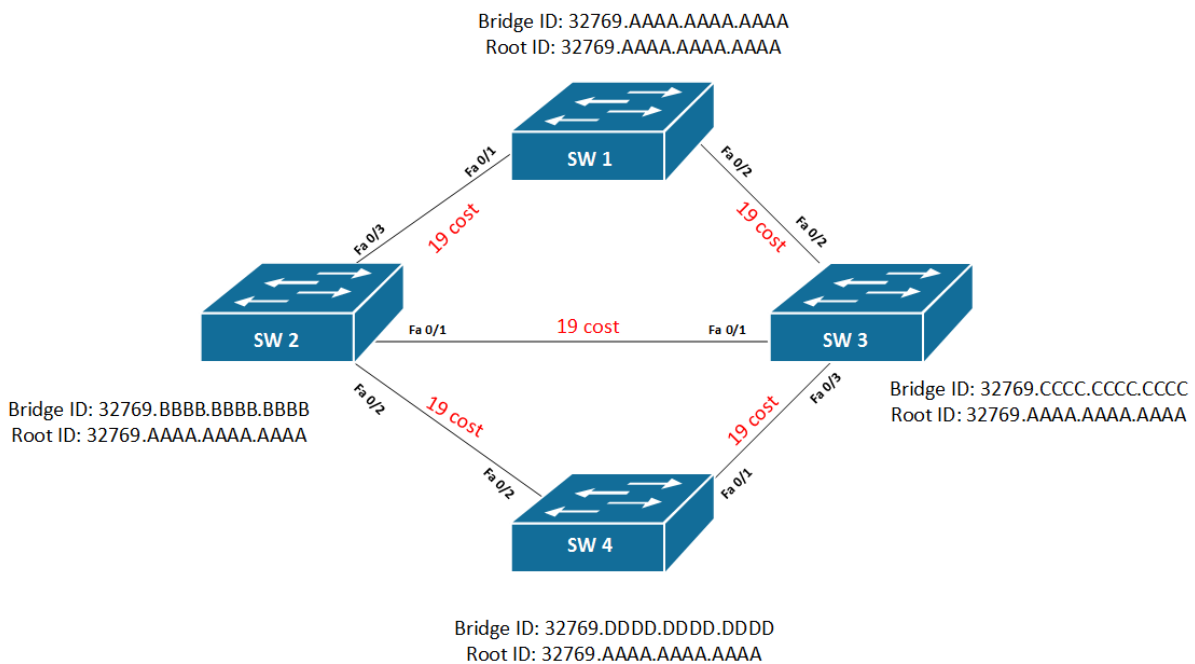 Bridge ID: 32769.AAAA.AAAA.AAAA
Root ID: 32769.AAAA.AAAA.AAAA
SW 1
Fa 0/1
Fa 0/2
19 cost
19 cost
Fa 0/3
Fa 0/2
SW 2
Fa 0/1
19 cost
Fa 0/1
SW 3
Bridge ID: 32769.BBBB.BBBB.BBBB
Root ID: 32769.AAAA.AAAA.AAAA
Fa 0/2
19 cost
19 cost
Fa 0/3
Bridge ID: 32769.CCCC.CCCC.CCCC
Root ID: 32769.AAAA.AAAA.AAAA
Fa 0/2
Fa 0/1
SW 4
Bridge ID: 32769.DDDD.DDDD.DDDD
Root ID: 32769.AAAA.AAAA.AAAA